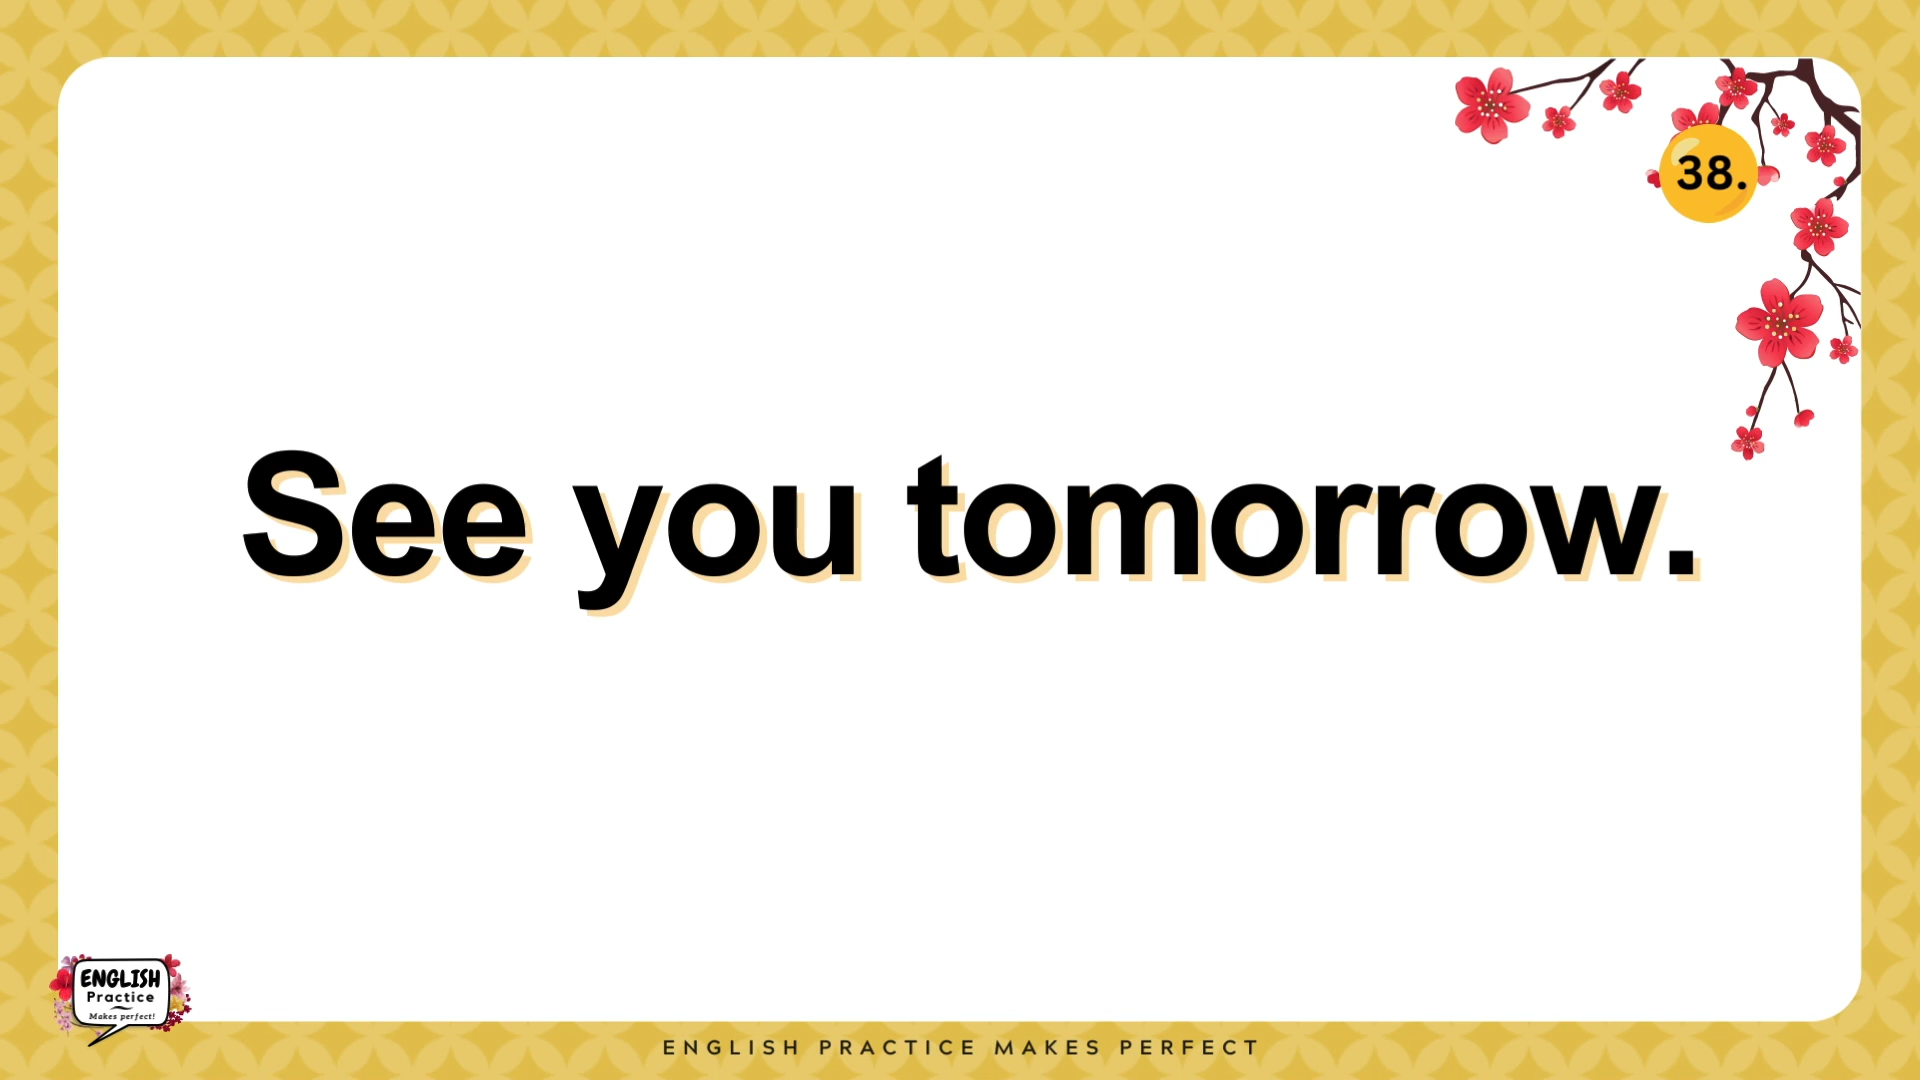 38.
See you tomorrow.
ENGLISH
Practice
Makes perfect!
ENGLISH PRACTICE MAKES PERFECT